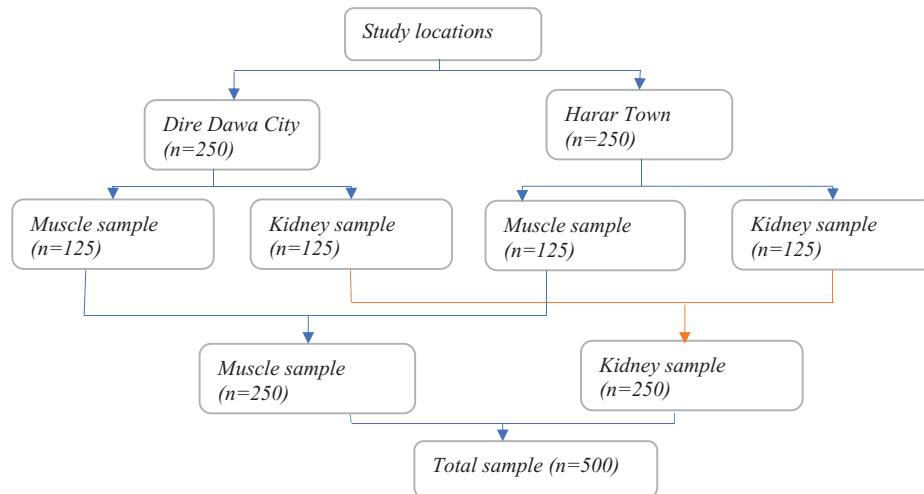 Study locations
Dire Dawa City
(n=250)
Harar Town
(n=250)
Muscle sample
(n=125)
Kidney sample
(n=125)
Muscle sample
(n=125)
Kidney sample
(n=125)
Muscle sample
(n=250)
Kidney sample
(n=250)
Total sample (n=500)